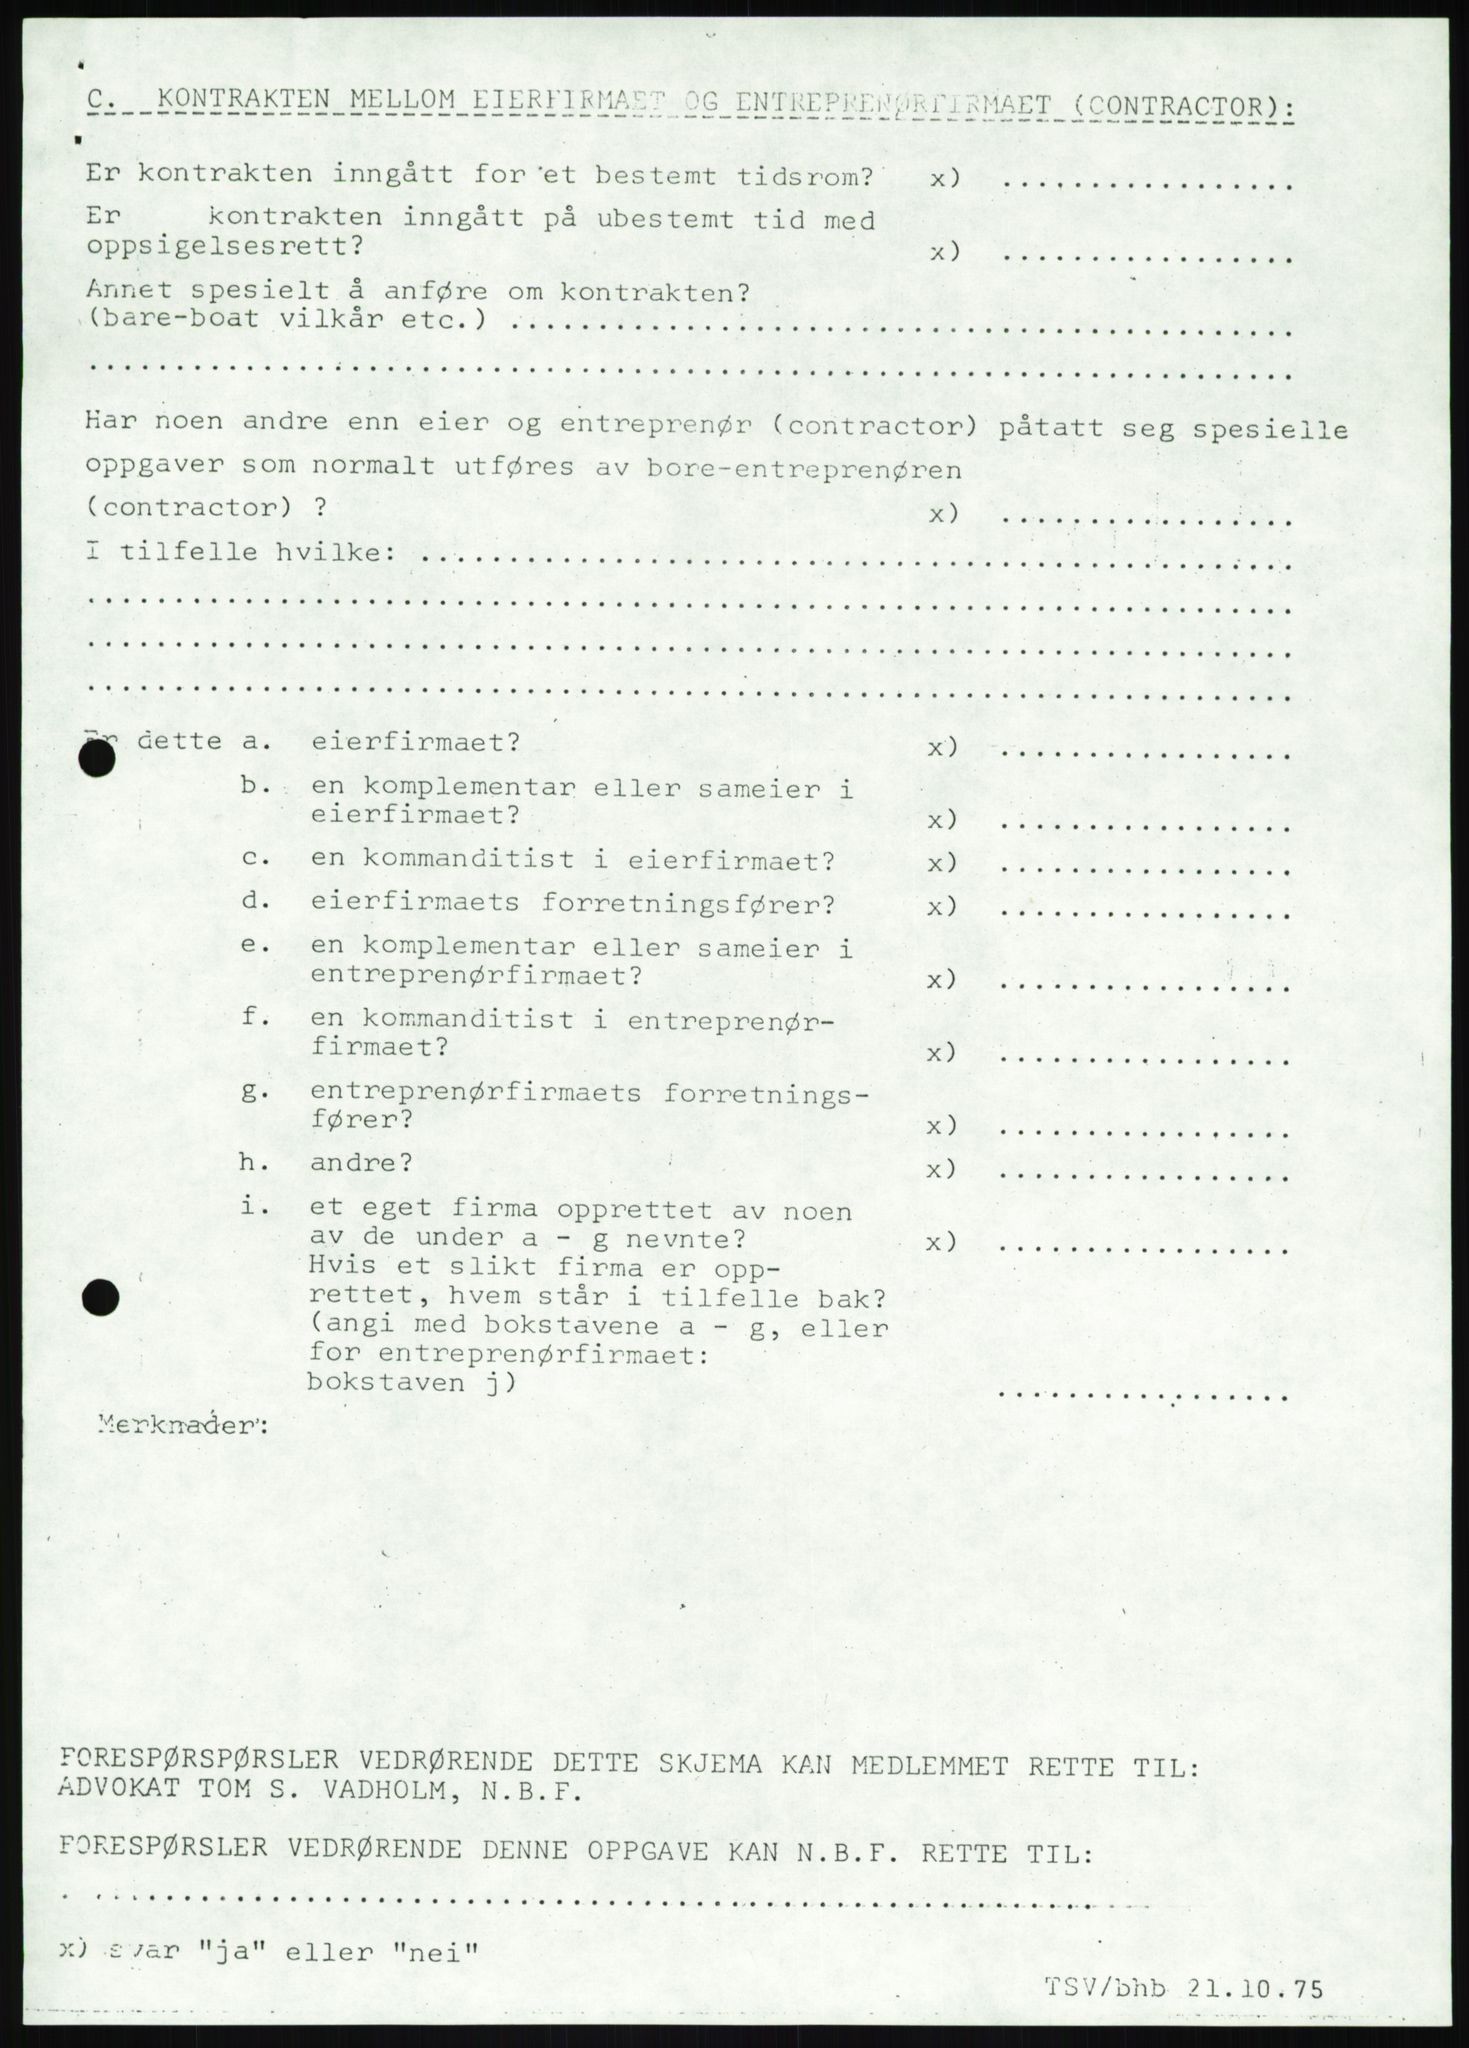 C. KONTRAKTEN MELLOM EIERFIRMAET OG ENTREPRENØRFIRMAET (CONTRACTOR):
Er kontrakten inngått for et bestemt tidsrom? x) .................
Er kontrakten inngått på ubestemt tid med
oppsigelsesrett? x) .................
Annet spesielt å anføre om kontrakten?
(bare-boat vilkår etc.) .............................................
.....................................................................
Har noen andre enn eier og entreprenør (contractor) påtatt seg spesielle
oppgaver som normalt utføres av bore-entreprenøren
(contractor) ? x) .................
I tilfelle hvilke: ..................................................
.....................................................................
.....................................................................
.....................................................................
Er dette a. eierfirmaet? x) .................
b. en komplementar eller sameier i
eierfirmaet? x) .................
c. en kommanditist i eierfirmaet? x) .................
d. eierfirmaets forretningsfører? x) .................
e. en komplementar eller sameier i
entreprenørfirmaet? x) .................
f. en kommanditist i entreprenør-
firmaet? x) .................
g. entreprenørfirmaets forretnings-
fører? x) .................
h. andre? x) .................
i. et eget firma opprettet av noen
av de under a - g nevnte? x) .................
Hvis et slikt firma er opp-
rettet, hvem står i tilfelle bak?
(angi med bokstavene a - g, eller
for entreprenørfirmaet:
bokstaven j) .................
Merknader:
FORESPØRSPØRSLER VEDRØRENDE DETTE SKJEMA KAN MEDLEMMET RETTE TIL:
ADVOKAT TOM S. VADHOLM, N.B.F.
FORESPØRSLER VEDRØRENDE DENNE OPPGAVE KAN N.B.F. RETTE TIL:
.............................................................
x) svar "ja" eller "nei"
TSV/bhb 21.10.75